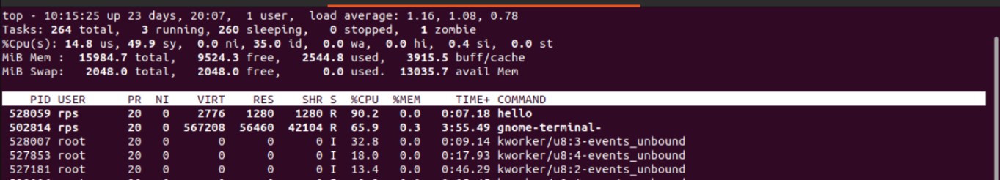 top - 10:15:25 up 23 days, 20:07,  1 user,  load average: 1.16, 1.08, 0.78
Tasks: 264 total,   3 running, 260 sleeping,   0 stopped,   1 zombie
%Cpu(s): 14.8 us, 49.9 sy,  0.0 ni, 35.0 id,  0.0 wa,  0.0 hi,  0.4 si,  0.0 st
MiB Mem :  15984.7 total,   9524.3 free,   2544.8 used,   3915.5 buff/cache
MiB Swap:   2048.0 total,   2048.0 free,      0.0 used.  13035.7 avail Mem
PID USER      PR  NI    VIRT    RES    SHR S  %CPU  %MEM     TIME+ COMMAND
528059 rps       20   0    2776   1280   1280 R  90.2   0.0   0:07.18 hello
502814 rps       20   0  567208  56460  42104 R  65.9   0.3   3:55.49 gnome-terminal-
528007 root      20   0       0      0      0 I  32.8   0.0   0:09.14 kworker/u8:3-events_unbound
527853 root      20   0       0      0      0 I  18.0   0.0   0:17.93 kworker/u8:4-events_unbound
527181 root      20   0       0      0      0 I  13.4   0.0   0:46.29 kworker/u8:2-events_unbound